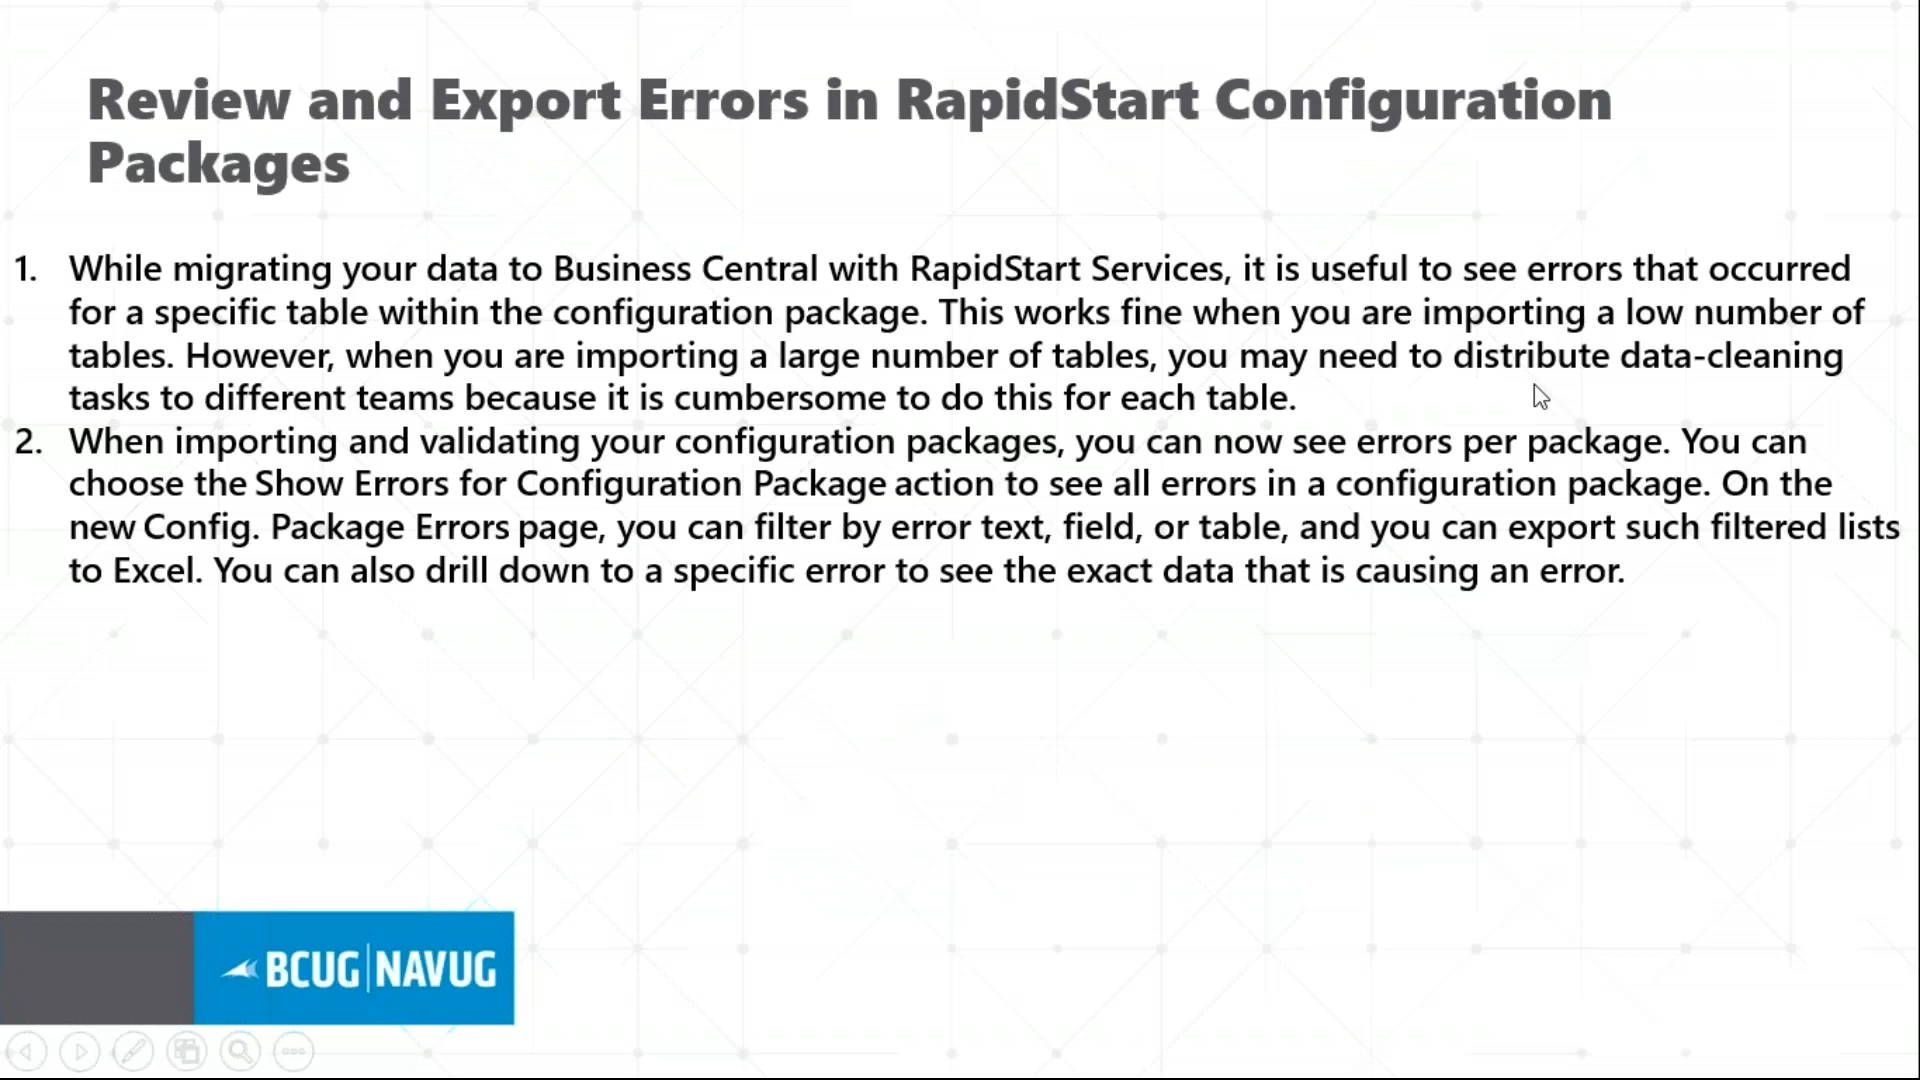 Review and Export Errors in RapidStart Configuration
Packages
1. While migrating your data to Business Central with RapidStart Services, it is useful to see errors that occurred
for a specific table within the configuration package. This works fine when you are importing a low number of
tables. However, when you are importing a large number of tables, you may need to distribute data-cleaning
tasks to different teams because it is cumbersome to do this for each table.
2. When importing and validating your configuration packages, you can now see errors per package. You can
choose the Show Errors for Configuration Package action to see all errors in a configuration package. On the
new Config. Package Errors page, you can filter by error text, field, or table, and you can export such filtered lists
to Excel. You can also drill down to a specific error to see the exact data that is causing an error.
BCUG|NAVUG